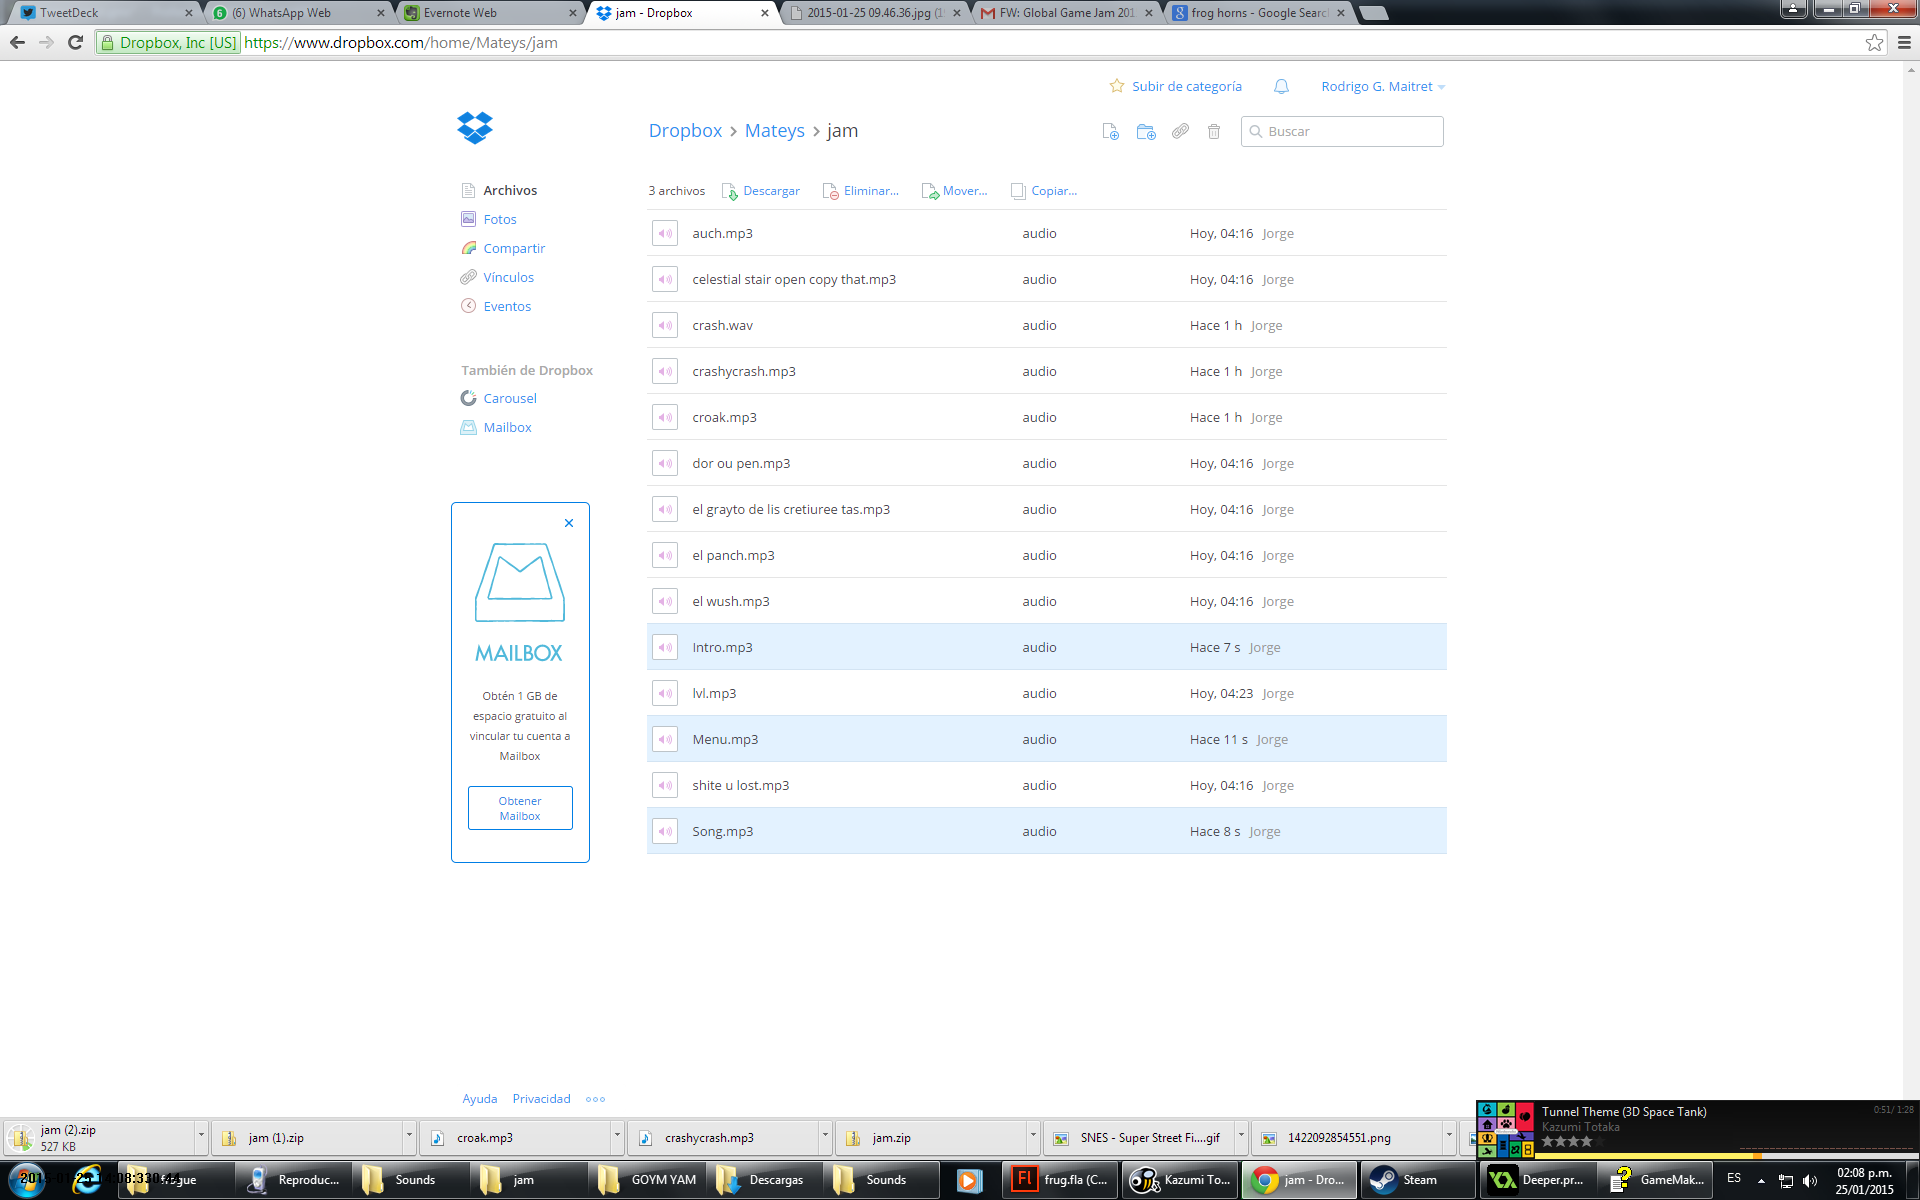 TweetDeck
(6) WhatsApp Web
Evernote Web
jam - Dropbox
2015-01-25 09.46.36.jpg (1
FW: Global Game Jam 201
frog horns - Google Searc
Dropbox, Inc [US] https://www.dropbox.com/home/Mateys/jam
Subir de categoría
Rodrigo G. Maitret
Dropbox > Mateys > jam
Buscar
Archivos
Fotos
Compartir
Vínculos
Eventos
También de Dropbox
Carousel
Mailbox
MAILBOX
Obtén 1 GB de
espacio gratuito al
vincular tu cuenta a
Mailbox
Obtener
Mailbox
3 archivos Descargar Eliminar... Mover... Copiar...
auch.mp3 audio Hoy, 04:16 Jorge
celestial stair open copy that.mp3 audio Hoy, 04:16 Jorge
crash.wav audio Hace 1 h Jorge
crashycrash.mp3 audio Hace 1 h Jorge
croak.mp3 audio Hace 1 h Jorge
dor ou pen.mp3 audio Hoy, 04:16 Jorge
el grayto de lis cretiuree tas.mp3 audio Hoy, 04:16 Jorge
el panch.mp3 audio Hoy, 04:16 Jorge
el wush.mp3 audio Hoy, 04:16 Jorge
Intro.mp3 audio Hace 7 s Jorge
lvl.mp3 audio Hoy, 04:23 Jorge
Menu.mp3 audio Hace 11 s Jorge
shite u lost.mp3 audio Hoy, 04:16 Jorge
Song.mp3 audio Hace 8 s Jorge
Ayuda Privacidad
Tunnel Theme (3D Space Tank)
0:51/ 1:28
Kazumi Totaka
jam (2).zip
527 KB
jam (1).zip
croak.mp3
crashycrash.mp3
jam.zip
SNES - Super Street Fi....gif
1422092854551.png
Reproduc...
Sounds
jam
GOYM YAM
Descargas
Sounds
Fl
frug.fla (C...
Kazumi To...
jam - Dro...
Steam
Deeper.pr...
GameMak...
ES
02:08 p.m.
25/01/2015